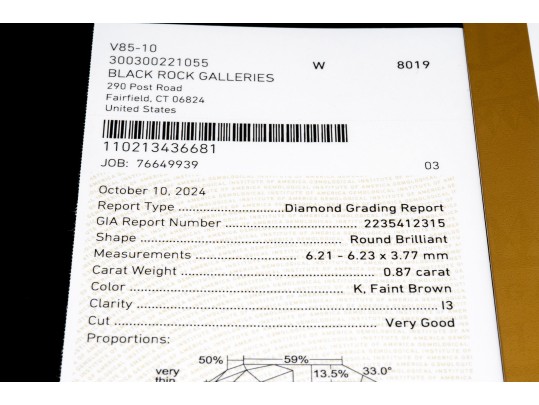 V85-10
300300221055 W 8019
BLACK ROCK GALLERIES
290 Post Road
Fairfield, CT 06824
United States
110213436681
JOB: 76649939 03
October 10, 2024
Report Type ........................Diamond Grading Report
GIA Report Number ................................ 2235412315
Shape .............................................. Round Brilliant
Measurements ......................... 6.21 - 6.23 x 3.77 mm
Carat Weight ............................................. 0.87 carat
Color ................................................ K, Faint Brown
Clarity ........................................................................ I3
Cut ............................................................ Very Good
Proportions:
50% 59%
very 13.5% 33.0°
thin